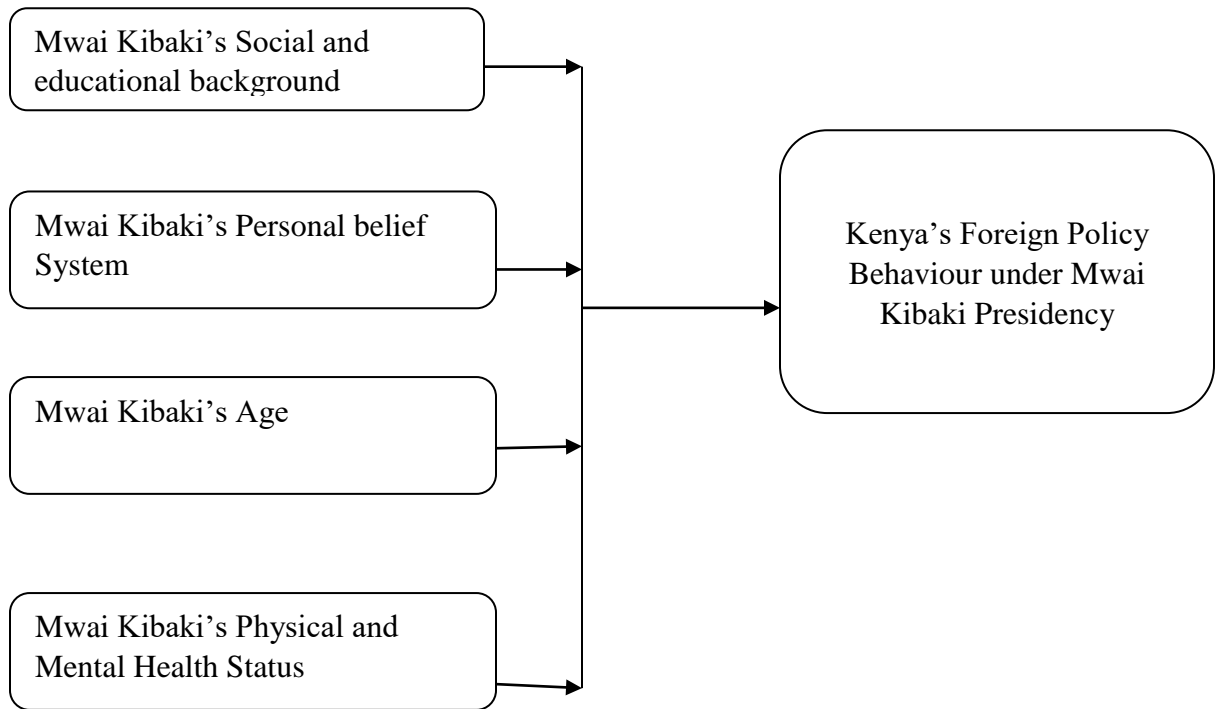 Mwai Kibaki’s Social and
educational background
Mwai Kibaki’s Personal belief
System
Mwai Kibaki’s Age
Mwai Kibaki’s Physical and
Mental Health Status
Kenya’s Foreign Policy
Behaviour under Mwai
Kibaki Presidency